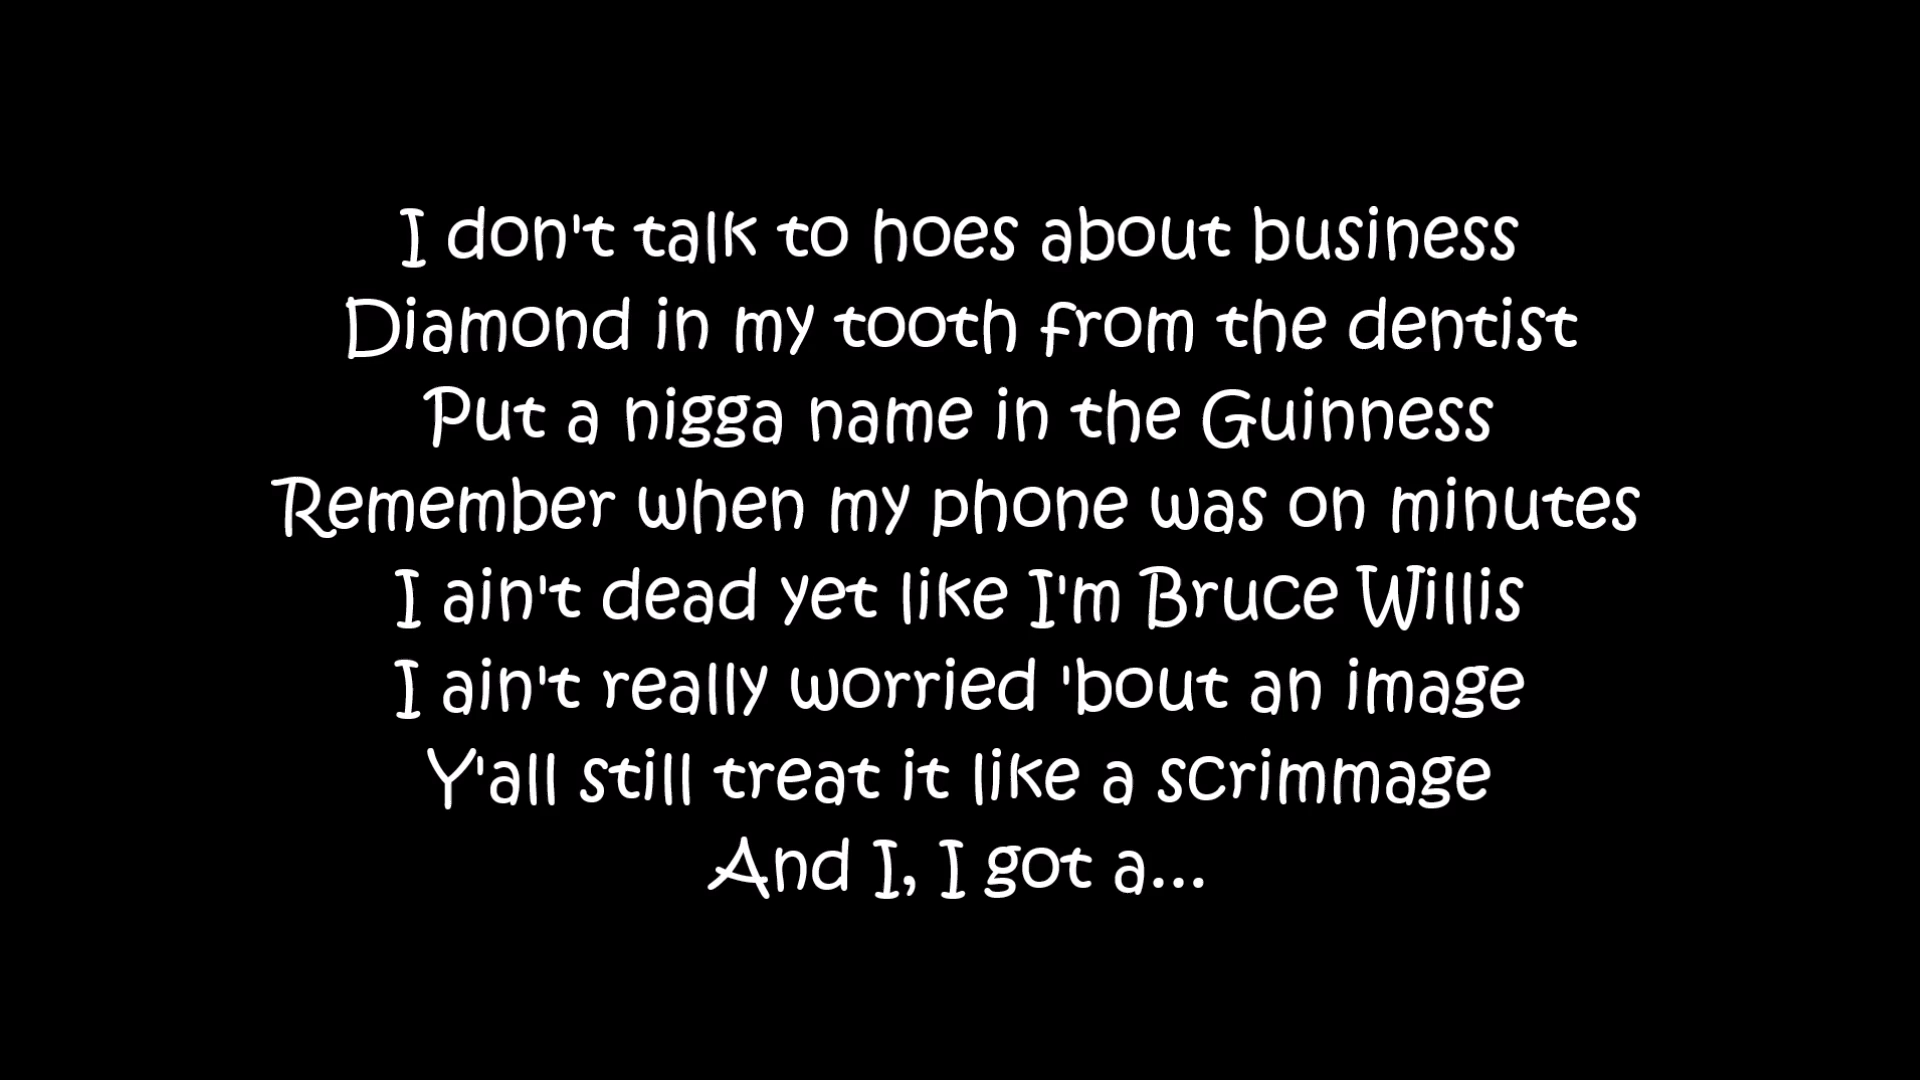 I don't talk to hoes about business
Diamond in my tooth from the dentist
Put a nigga name in the Guinness
Remember when my phone was on minutes
I ain't dead yet like I'm Bruce Willis
I ain't really worried 'bout an image
Y'all still treat it like a scrimmage
And I, I got a...